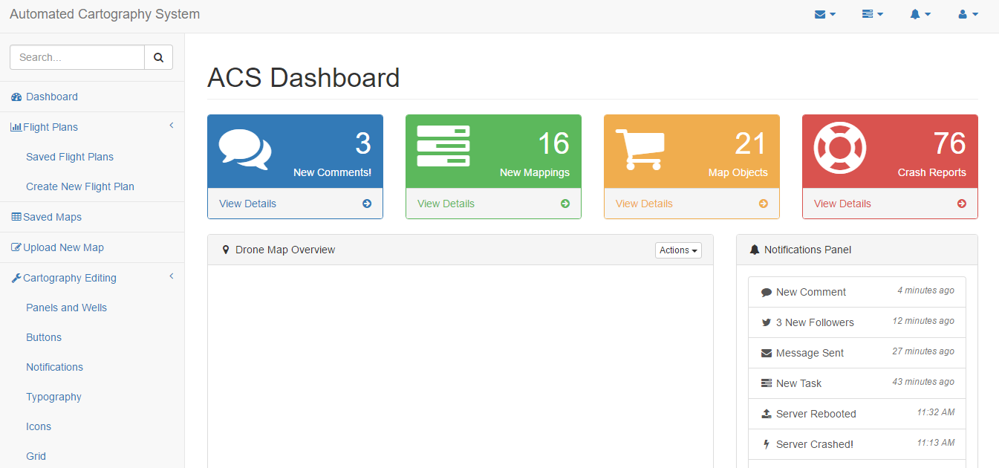 Automated Cartography System
Search...
Dashboard
Flight Plans
Saved Flight Plans
Create New Flight Plan
Saved Maps
Upload New Map
Cartography Editing
Panels and Wells
Buttons
Notifications
Typography
Icons
Grid
ACS Dashboard
3
New Comments!
View Details
16
New Mappings
View Details
21
Map Objects
View Details
76
Crash Reports
View Details
Drone Map Overview
Actions
Notifications Panel
New Comment 4 minutes ago
3 New Followers 12 minutes ago
Message Sent 27 minutes ago
New Task 43 minutes ago
Server Rebooted 11:32 AM
Server Crashed! 11:13 AM